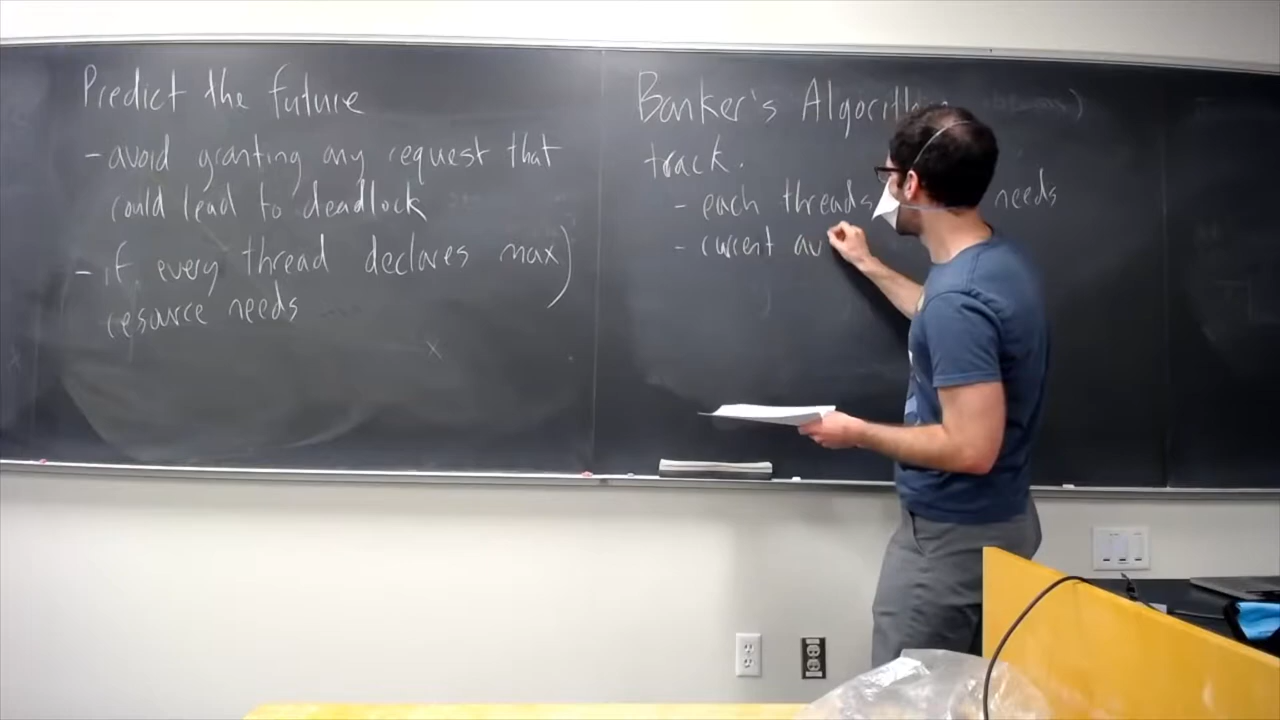 Predict the future
- avoid granting any request that
could lead to deadlock
- if every thread declares max)
resource needs
Banker's Algorithm
track.
- each threads needs
- current av